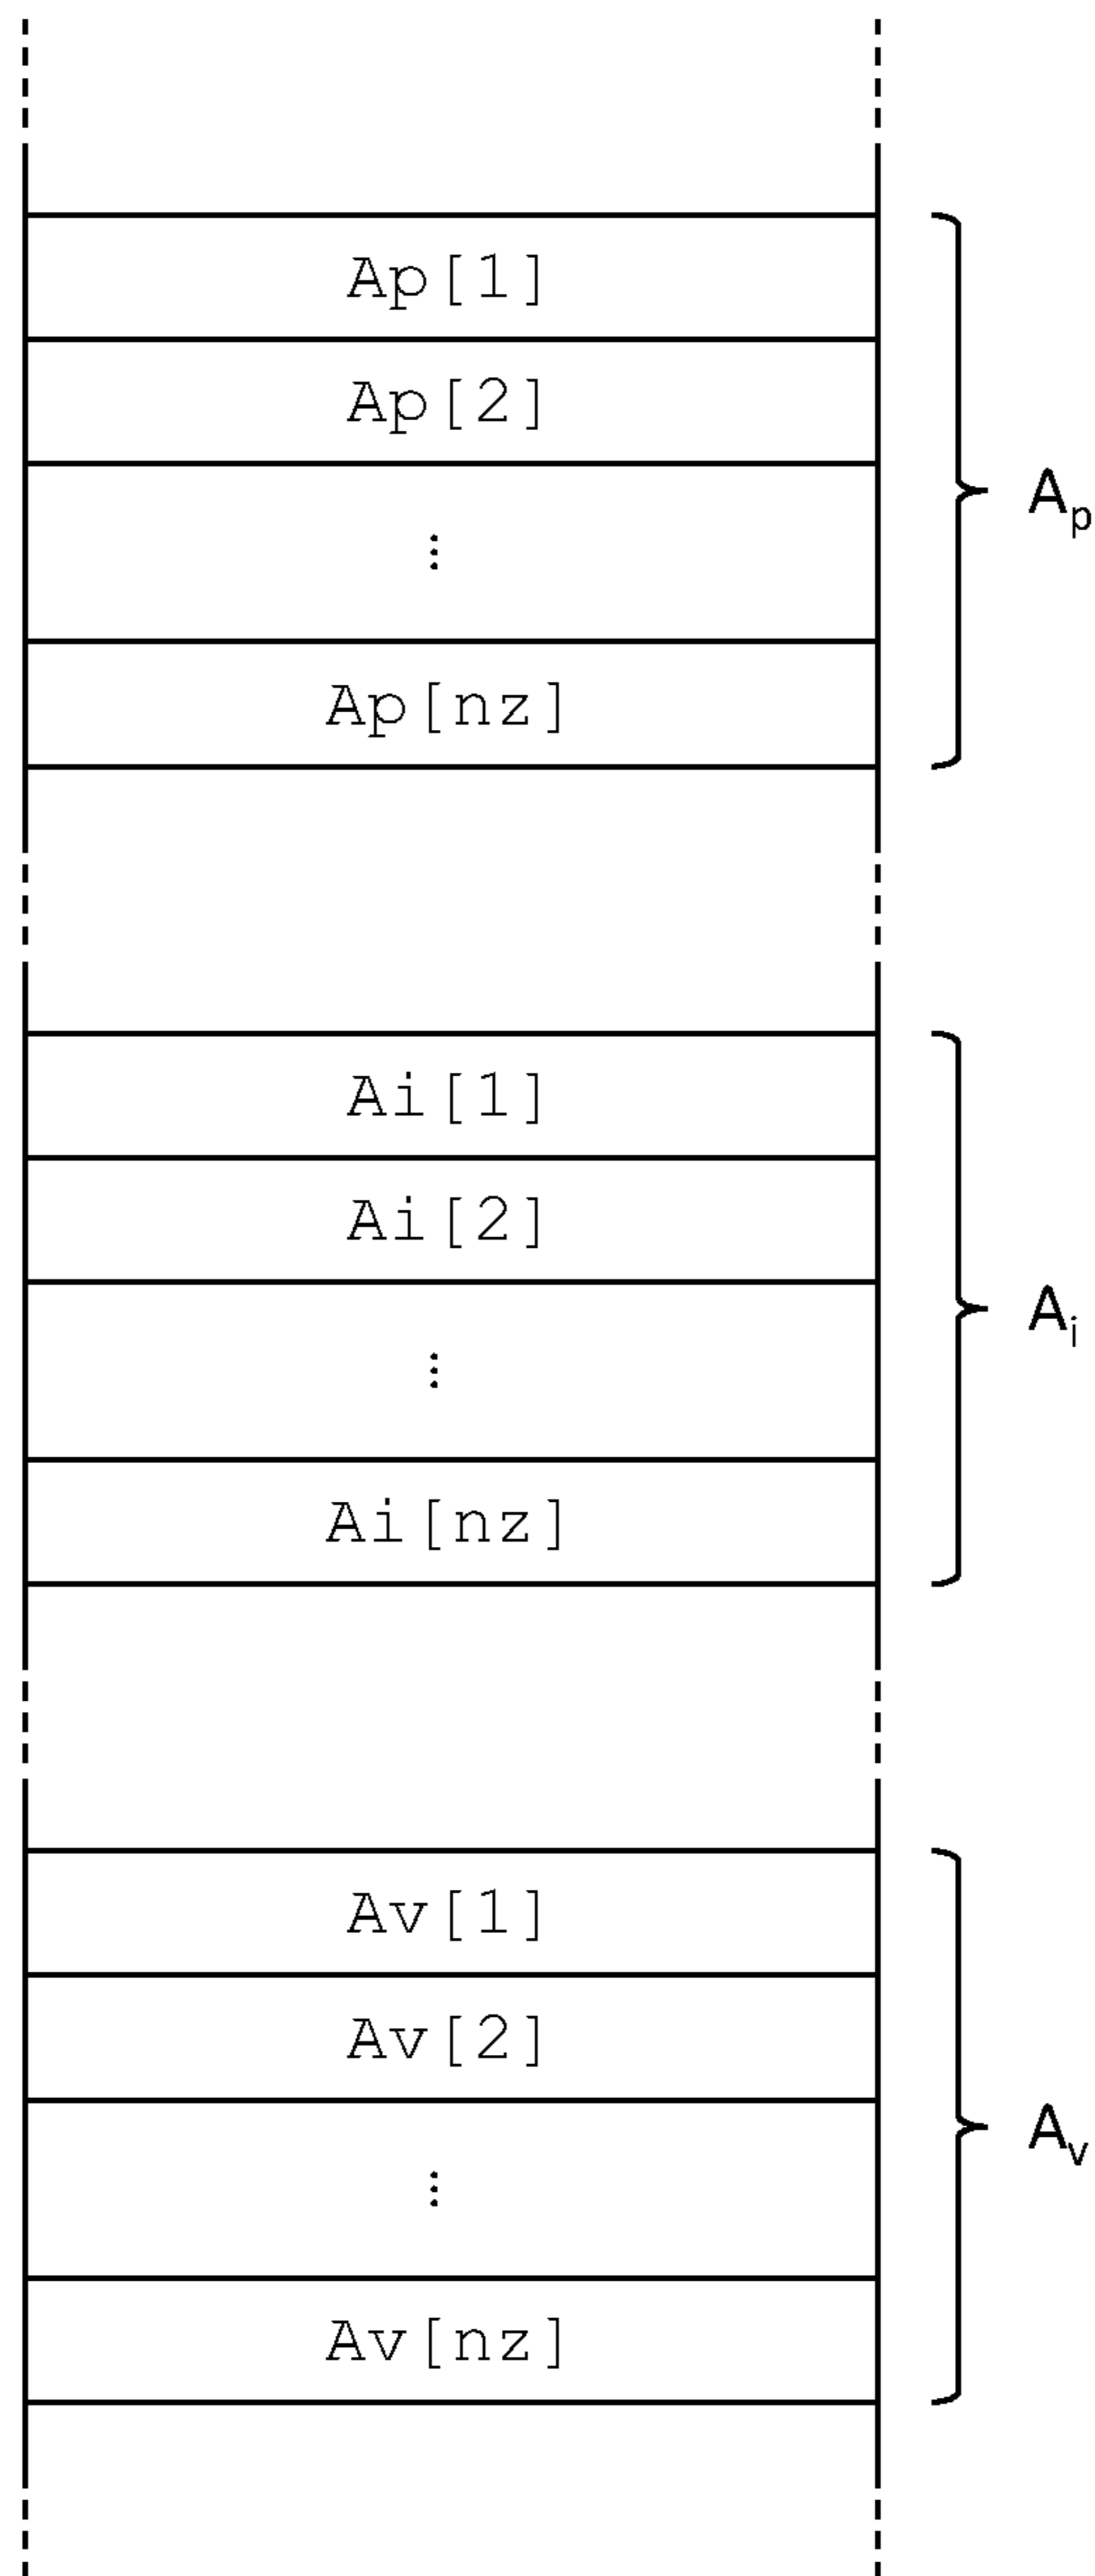 Ap[1]
Ap[2]
⋮
Ap[nz]
Aₚ
Ai[1]
Ai[2]
⋮
Ai[nz]
Aᵢ
Av[1]
Av[2]
⋮
Av[nz]
Aᵥ